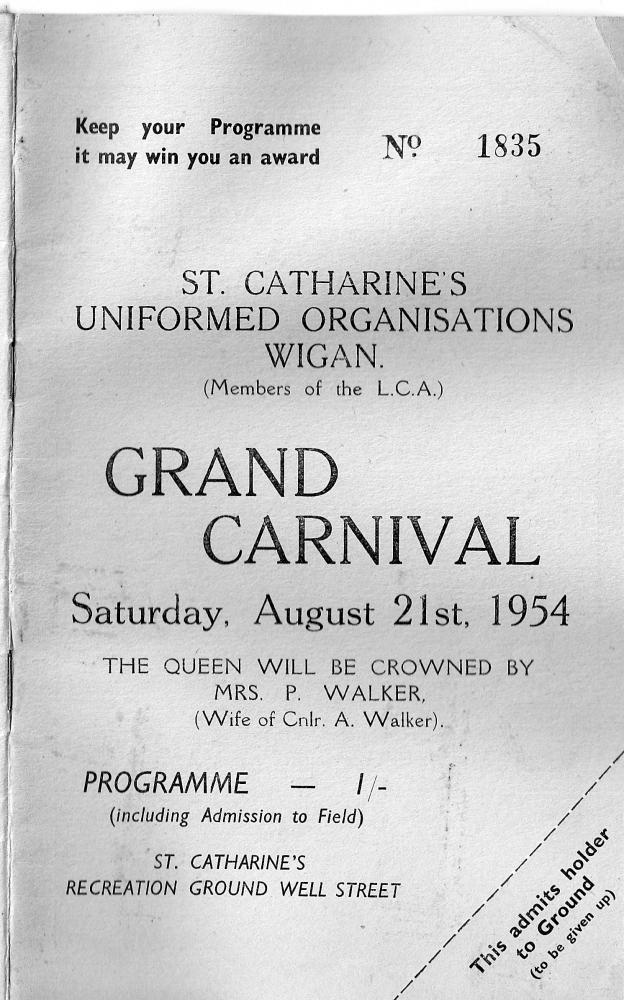 Keep your Programme
it may win you an award
Nº 1835
ST. CATHARINE'S
UNIFORMED ORGANISATIONS
WIGAN.
(Members of the L.C.A.)
GRAND
CARNIVAL
Saturday, August 21st, 1954
THE QUEEN WILL BE CROWNED BY
MRS. P. WALKER,
(Wife of Cnlr. A. Walker).
PROGRAMME — 1/-
(including Admission to Field)
ST. CATHARINE'S
RECREATION GROUND WELL STREET
This admits holder
to Ground
(to be given up)